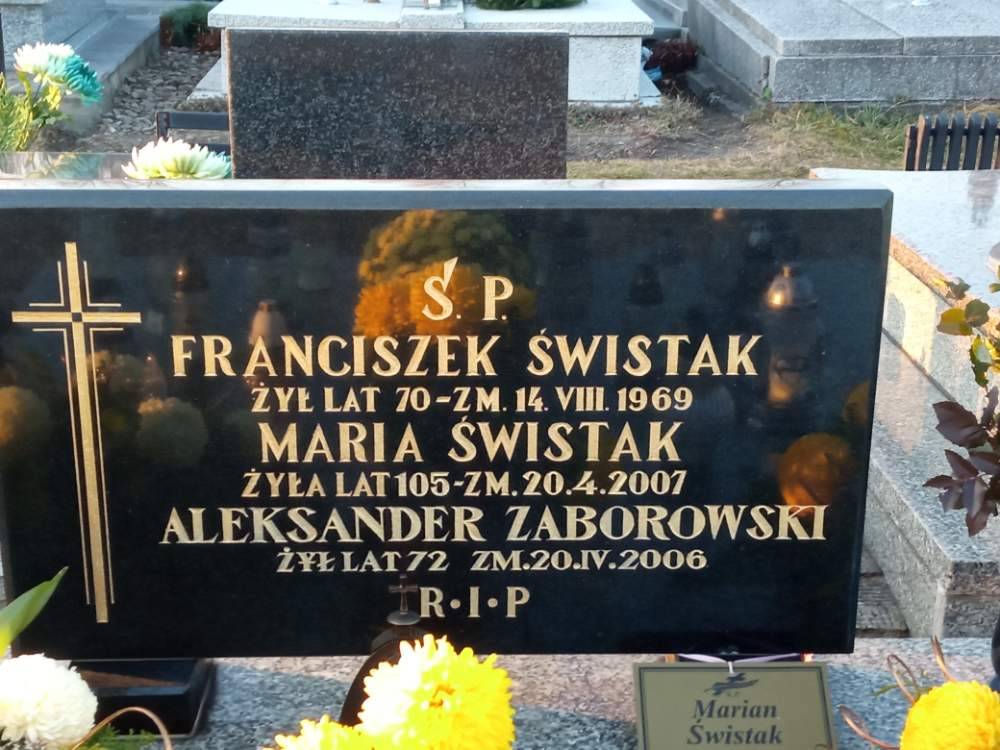 Ś. P.
FRANCISZEK ŚWISTAK
ŻYŁ LAT 70-ZM. 14. VIII. 1969
MARIA ŚWISTAK
ŻYŁA LAT 105-ZM. 20.4.2007
ALEKSANDER ZABOROWSKI
ŻYŁ LAT 72 ZM. 20.IV.2006
R·I·P
Ś.P.
Marian
Świstak